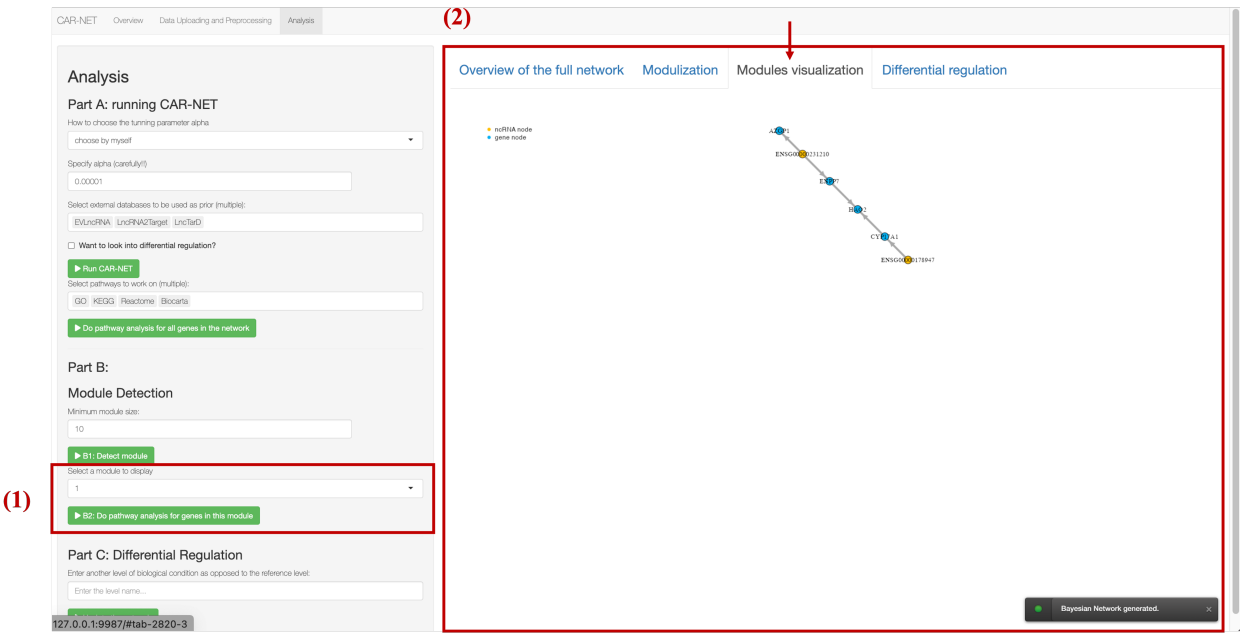 CAR-NET Overview Data Uploading and Preprocessing Analysis
(2)
Analysis
Part A: running CAR-NET
How to choose the tunning parameter alpha
choose by myself
Specify alpha (carefully!!)
0.00001
Select external databases to be used as prior (multiple):
EVLncRNA LncRNA2Target LncTarD
Want to look into differential regulation?
Run CAR-NET
Select pathways to work on (multiple):
GO KEGG Reactome Biocarta
Do pathway analysis for all genes in the network
Part B:
Module Detection
Minimum module size:
10
B1: Detect module
(1)
Select a module to display
1
B2: Do pathway analysis for genes in this module
Part C: Differential Regulation
Enter another level of biological condition as opposed to the reference level:
Enter the level name...
127.0.0.1:9987/#tab-2820-3
Overview of the full network Modulization Modules visualization Differential regulation
ncRNA node
gene node
ENSG00000231210
CYP17A1
ENSG00000178947
Bayesian Network generated.